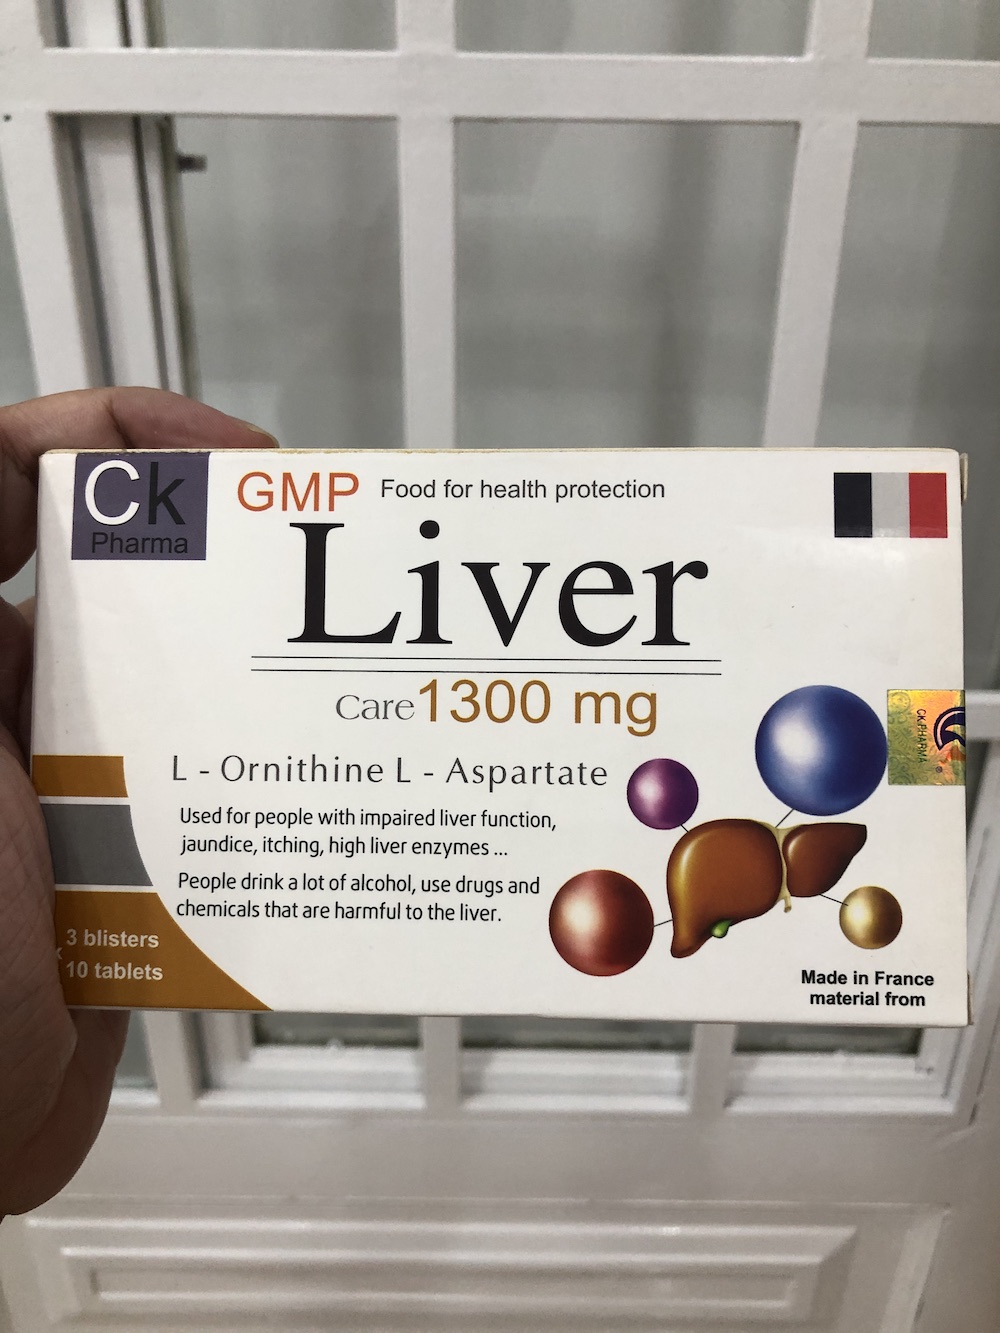 Ck
Pharma
GMP Food for health protection
Liver
Care 1300 mg
L - Ornithine L - Aspartate
Used for people with impaired liver function,
jaundice, itching, high liver enzymes ...
People drink a lot of alcohol, use drugs and
chemicals that are harmful to the liver.
3 blisters
x 10 tablets
Made in France
material from
CK PHARMA
®